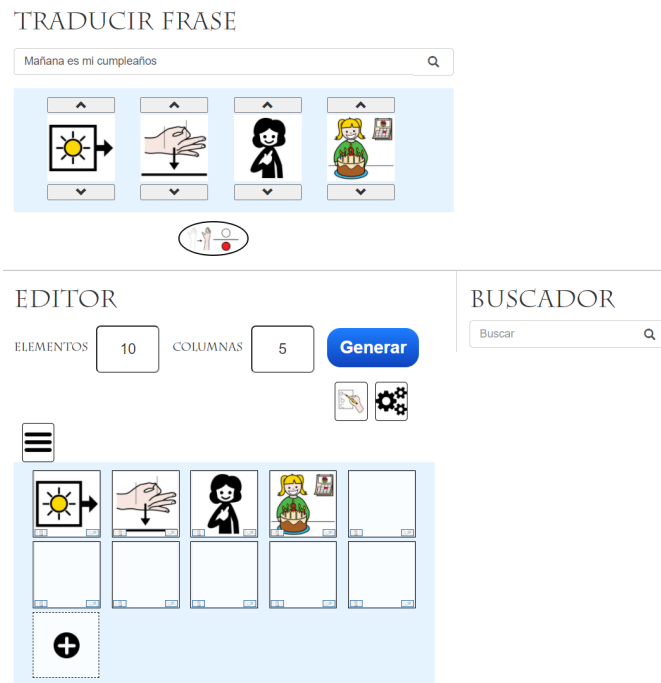 TRADUCIR FRASE
Mañana es mi cumpleaños
EDITOR
BUSCADOR
ELEMENTOS 10 COLUMNAS 5 Generar
Buscar